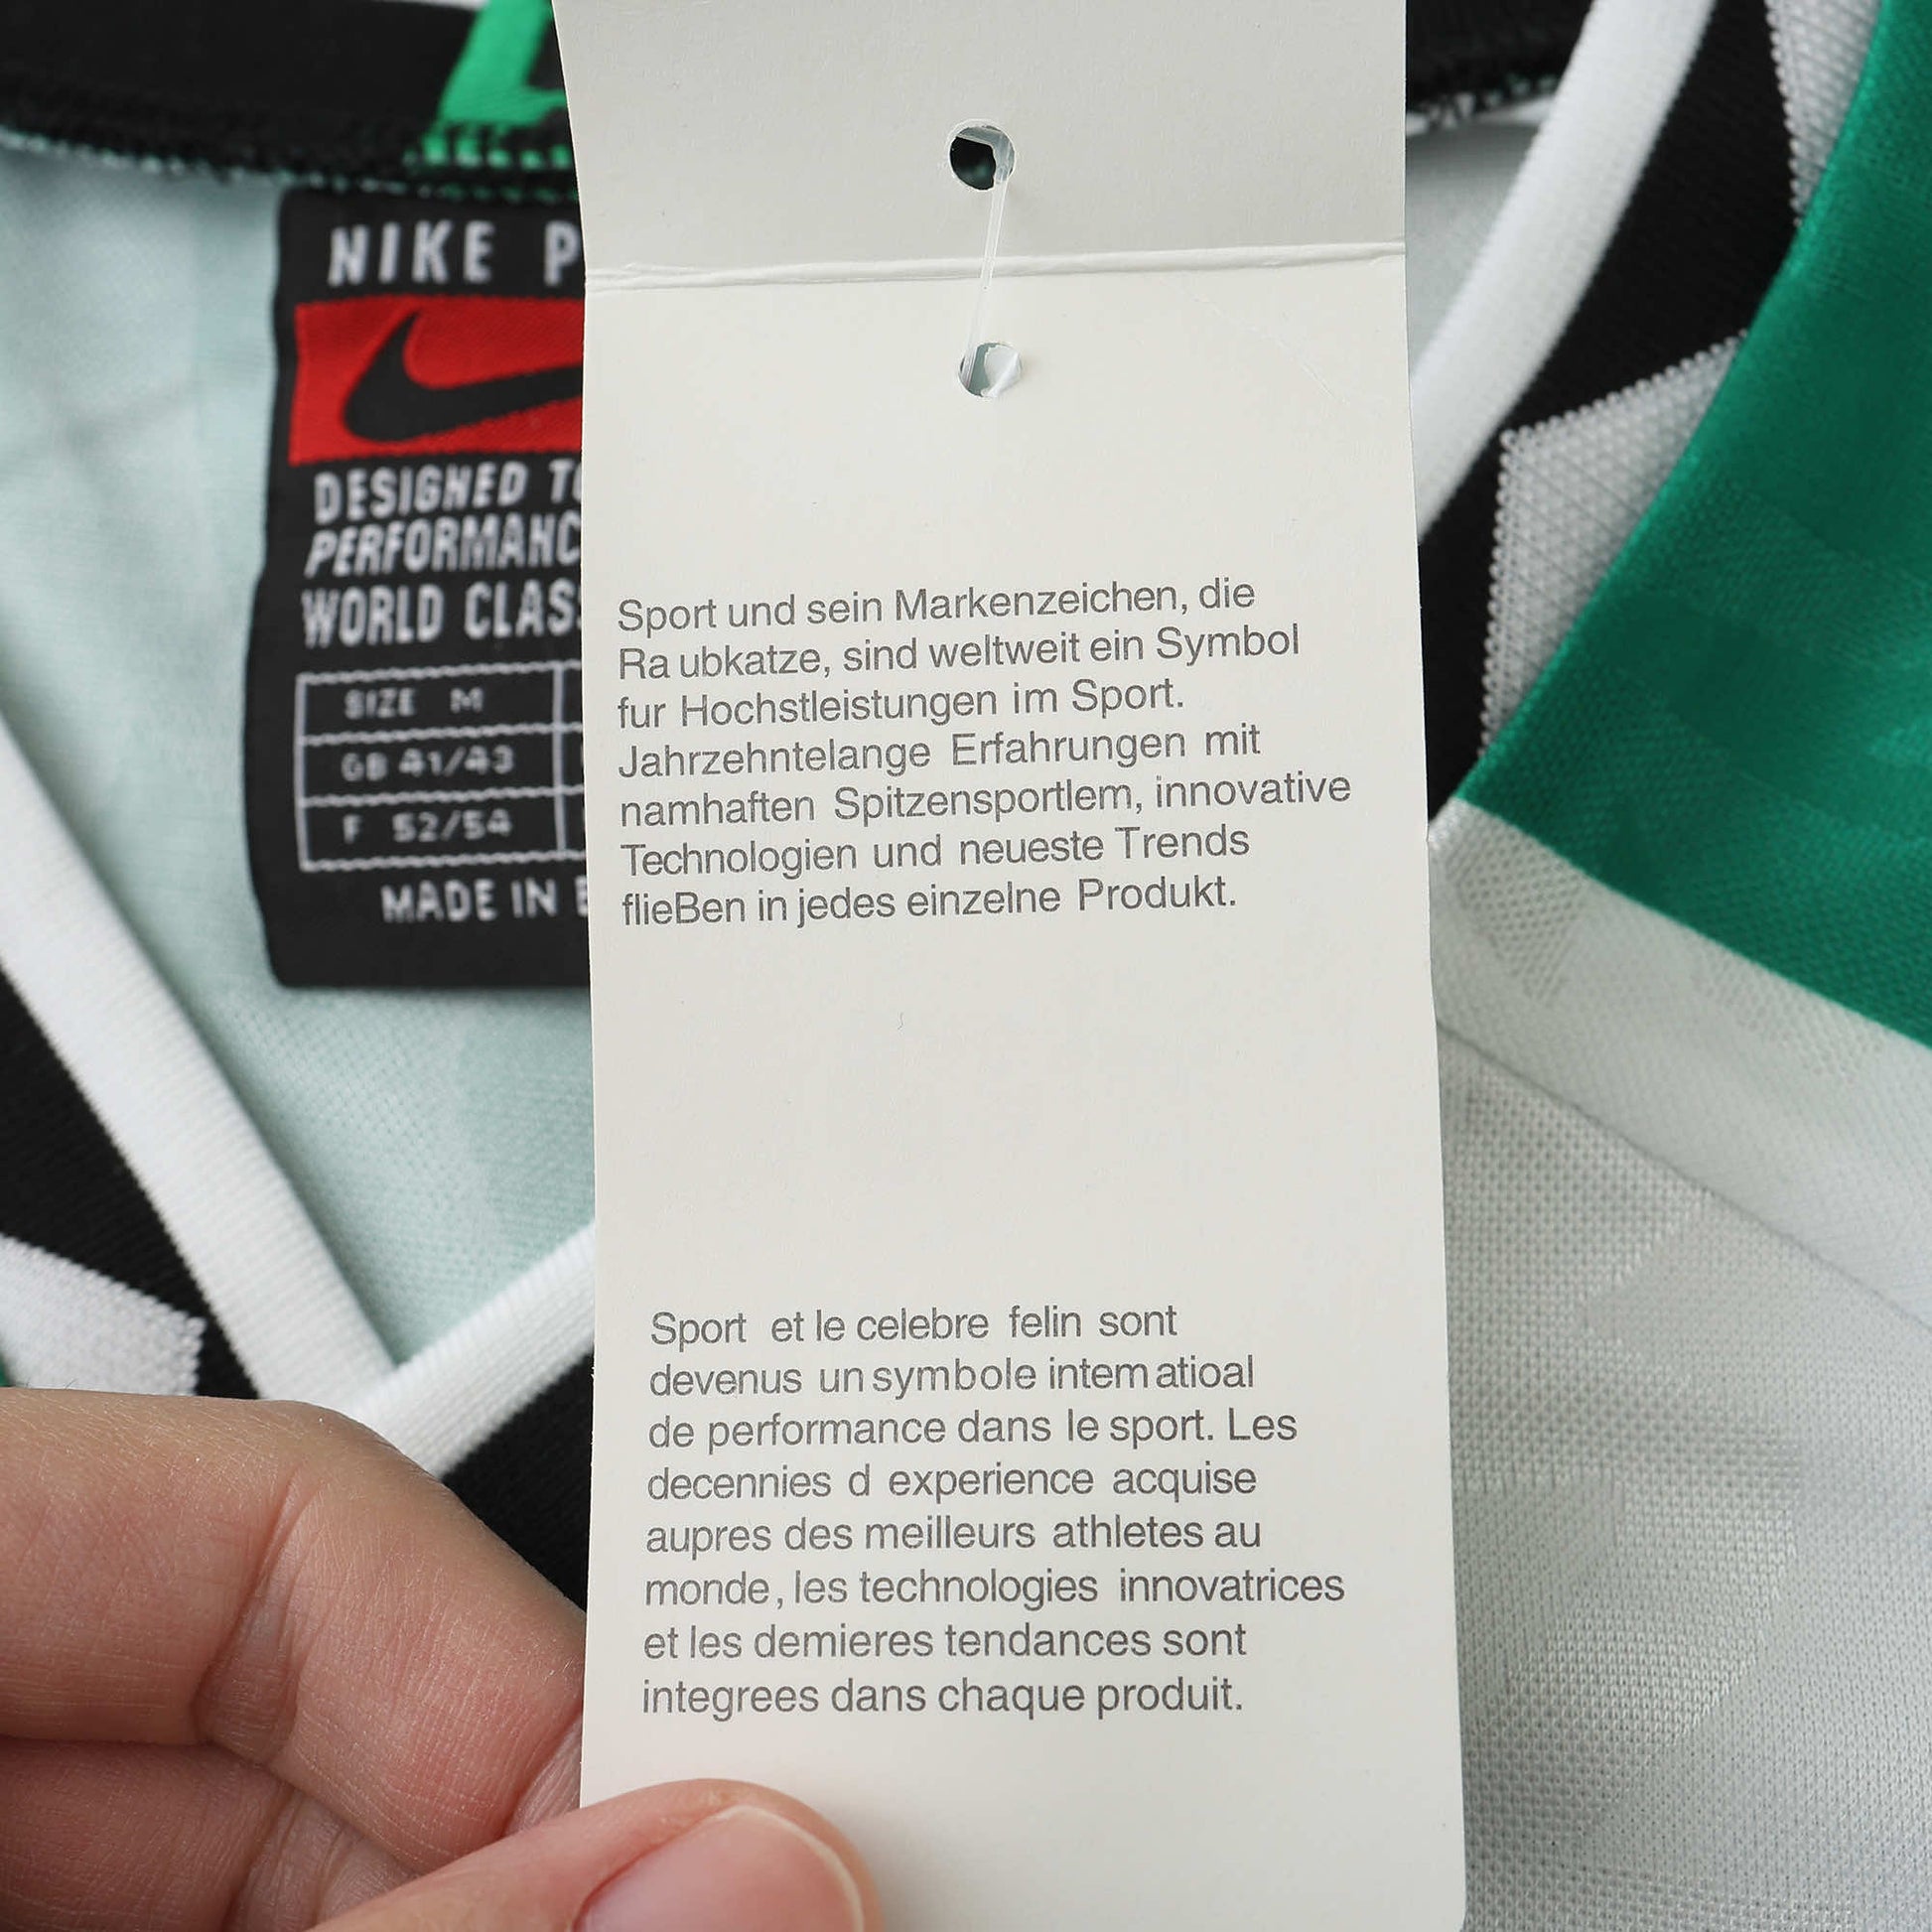 NIKE P
DESIGNED TO
PERFORMANC
WORLD CLAS
SIZE M
GB 41/43
F 52/54
MADE IN
Sport und sein Markenzeichen, die
Ra ubkatze, sind weltweit ein Symbol
fur Hochstleistungen im Sport.
Jahrzehntelange Erfahrungen mit
namhaften Spitzensportlem, innovative
Technologien und neueste Trends
flieBen in jedes einzelne Produkt.
Sport et le celebre felin sont
devenus un symbole intem atioal
de performance dans le sport. Les
decennies d experience acquise
aupres des meilleurs athletes au
monde, les technologies innovatrices
et les demieres tendances sont
integrees dans chaque produit.